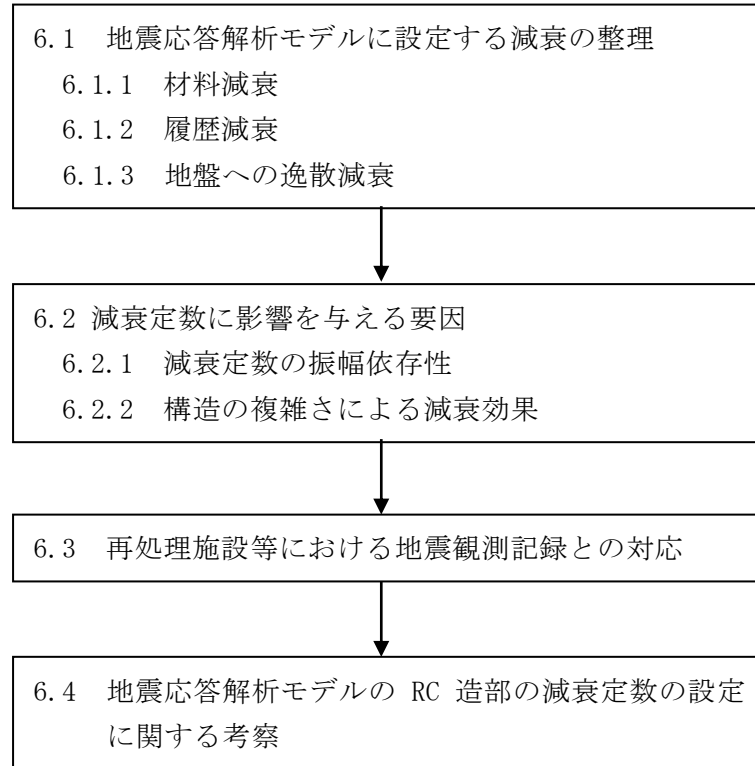 6.1 地震応答解析モデルに設定する減衰の整理
6.1.1 材料減衰
6.1.2 履歴減衰
6.1.3 地盤への逸散減衰
6.2 減衰定数に影響を与える要因
6.2.1 減衰定数の振幅依存性
6.2.2 構造の複雑さによる減衰効果
6.3 再処理施設等における地震観測記録との対応
6.4 地震応答解析モデルの RC 造部の減衰定数の設定
に関する考察